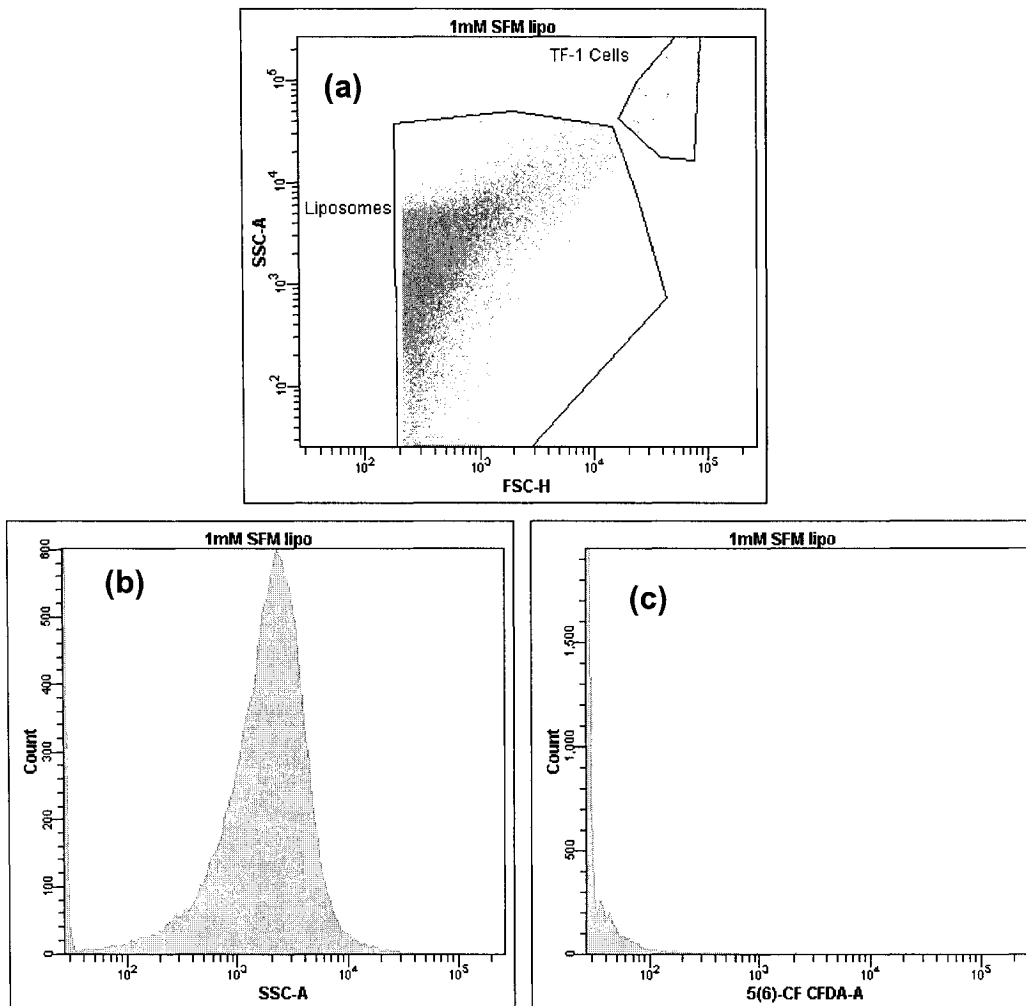 1mM SFM lipo
TF-1 Cells
(a)
Liposomes
SSC-A
10^5
10^4
10^3
10^2
10^2 10^3 10^4 10^5
FSC-H
1mM SFM lipo
(b)
Count
600
500
400
300
200
100
0
10^2 10^3 10^4 10^5
SSC-A
1mM SFM lipo
(c)
Count
1,500
1,000
500
0
10^2 10^3 10^4 10^5
5(6)-CF CFDA-A